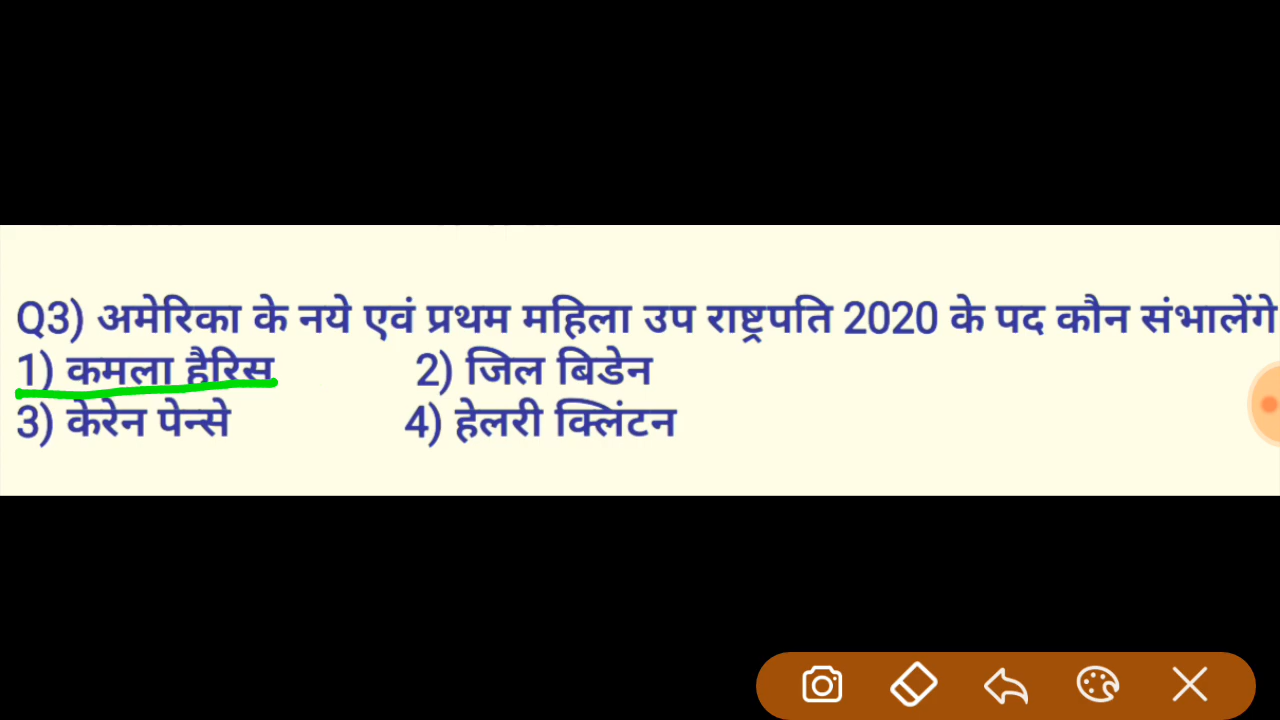 Q3) अमेरिका के नये एवं प्रथम महिला उप राष्ट्रपति 2020 के पद कौन संभालेंगे
1) कमला हैरिस 2) जिल बिडेन
3) केरेन पेन्से 4) हेलरी क्लिंटन